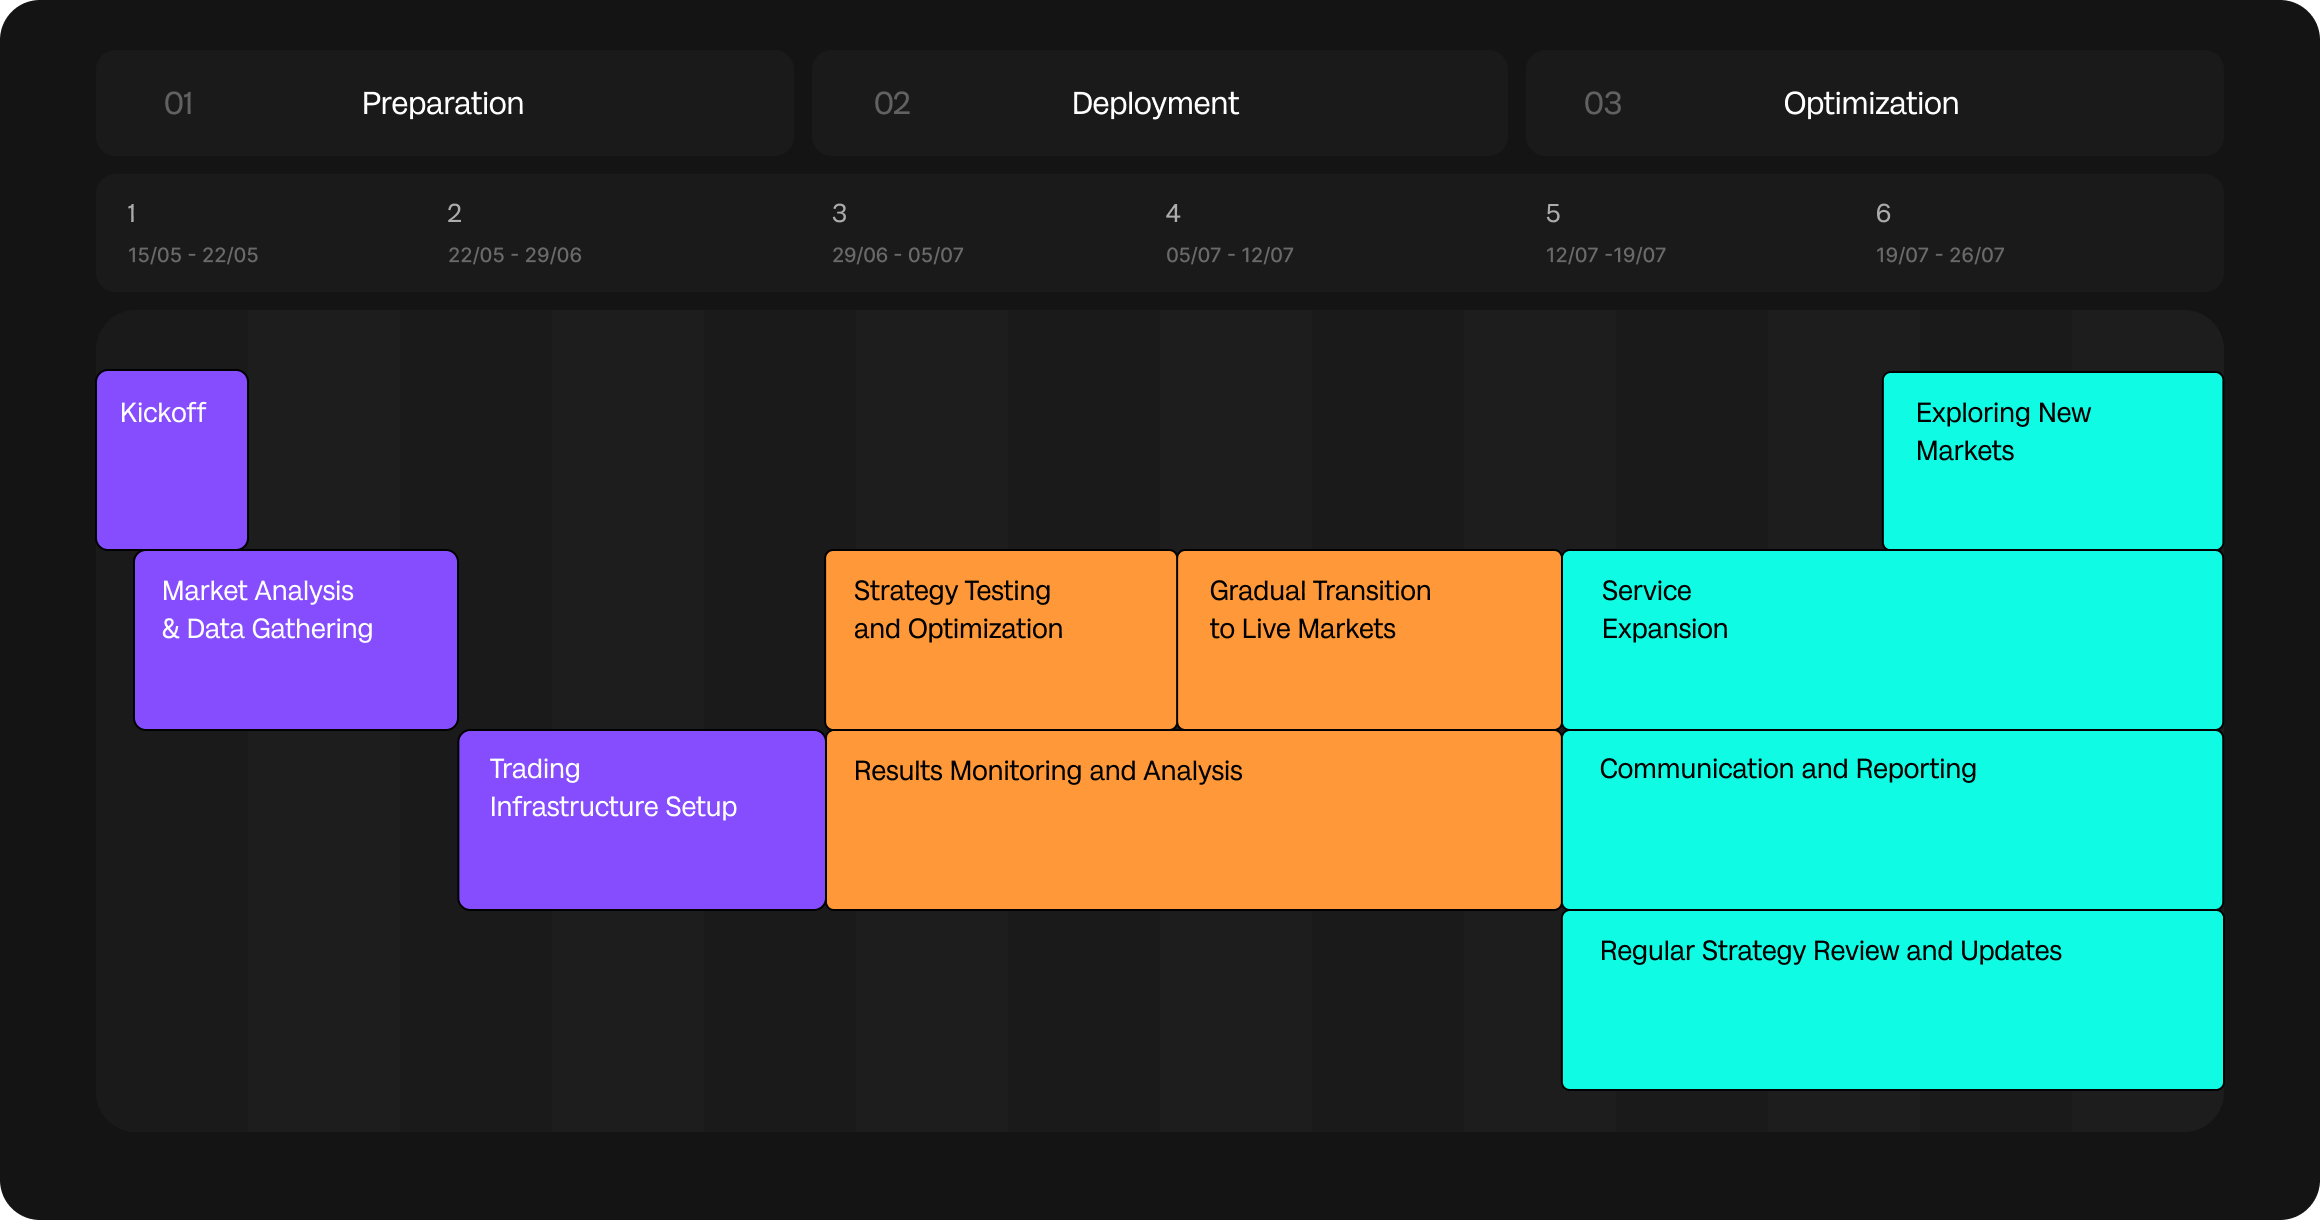 01
Preparation
02
Deployment
03
Optimization
1
2
3
4
5
6
15/05 - 22/05
22/05 - 29/06
29/06 - 05/07
05/07 - 12/07
12/07 -19/07
19/07 - 26/07
Kickoff
Exploring New
Markets
Market Analysis
& Data Gathering
Strategy Testing
and Optimization
Gradual Transition
to Live Markets
Service
Expansion
Trading
Infrastructure Setup
Results Monitoring and Analysis
Communication and Reporting
Regular Strategy Review and Updates